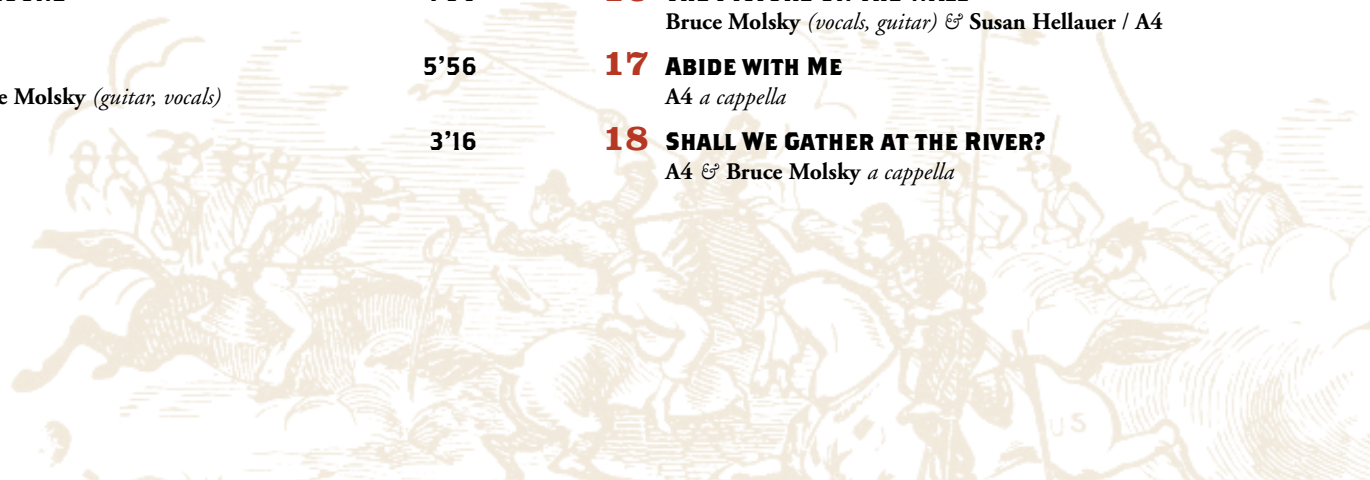 Bruce Molsky (vocals, guitar) & Susan Hellauer / A4
5’56
17 Abide with Me
e Molsky (guitar, vocals)
A4 a cappella
3’16
18 Shall We Gather at the River?
A4 & Bruce Molsky a cappella
US